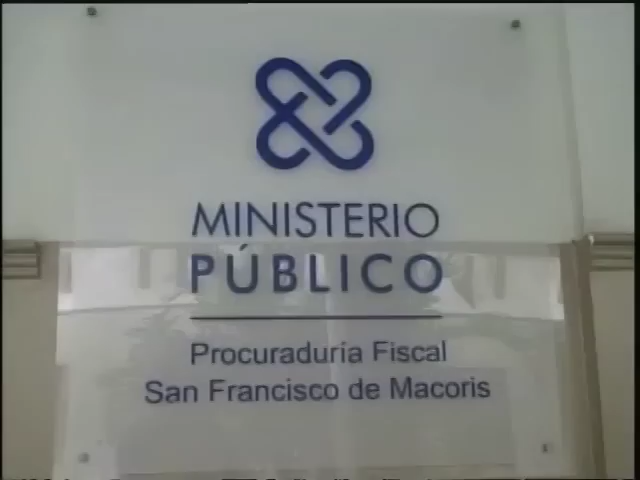 MINISTERIO
PÚBLICO
Procuraduría Fiscal
San Francisco de Macoris